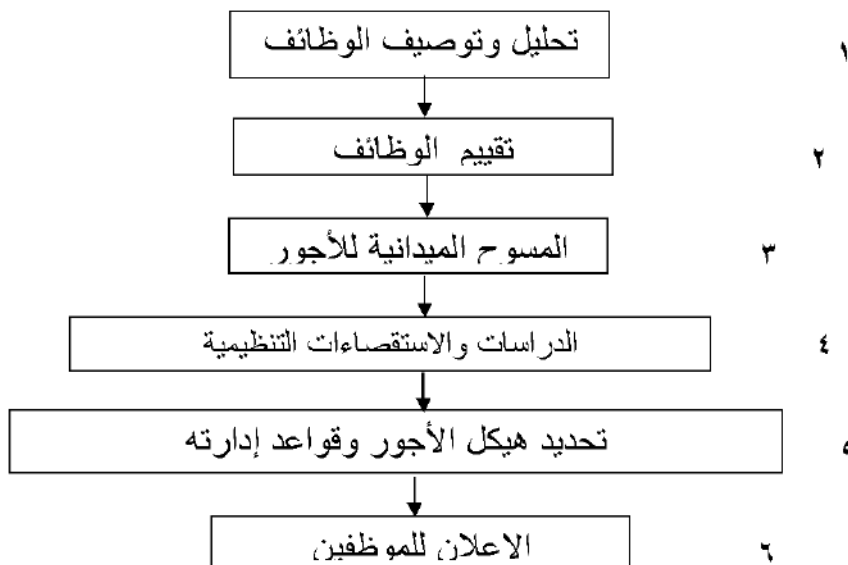 تحليل وتوصيف الوظائف ١
تقييم الوظائف ٢
المسوح الميدانية للأجور ٣
الدراسات والاستقصاءات التنظيمية ٤
تحديد هيكل الأجور وقواعد إدارته ٥
الاعلان للموظفين ٦